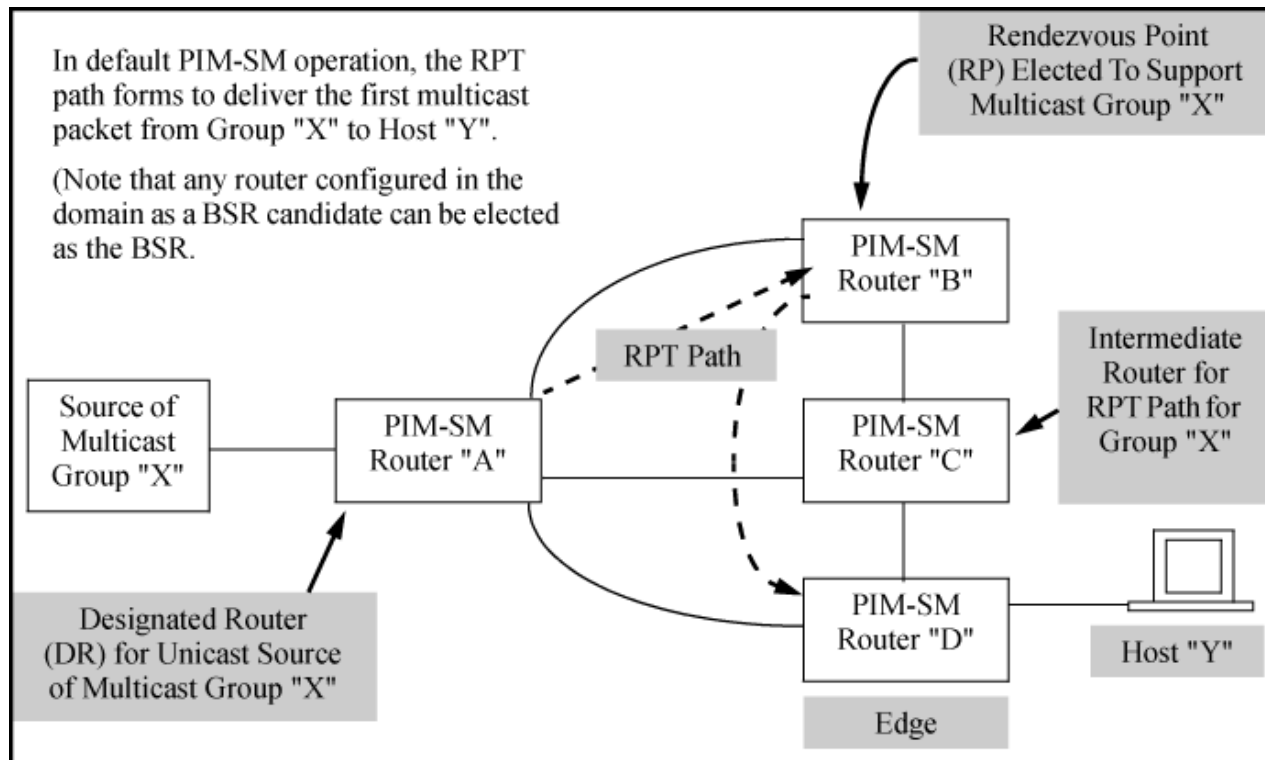 In default PIM-SM operation, the RPT
path forms to deliver the first multicast
packet from Group "X" to Host "Y".
(Note that any router configured in the
domain as a BSR candidate can be elected
as the BSR.
Rendezvous Point
(RP) Elected To Support
Multicast Group "X"
PIM-SM
Router "B"
RPT Path
Intermediate
Router for
RPT Path for
Group "X"
Source of
Multicast
Group "X"
PIM-SM
Router "A"
PIM-SM
Router "C"
Designated Router
(DR) for Unicast Source
of Multicast Group "X"
PIM-SM
Router "D"
Host "Y"
Edge